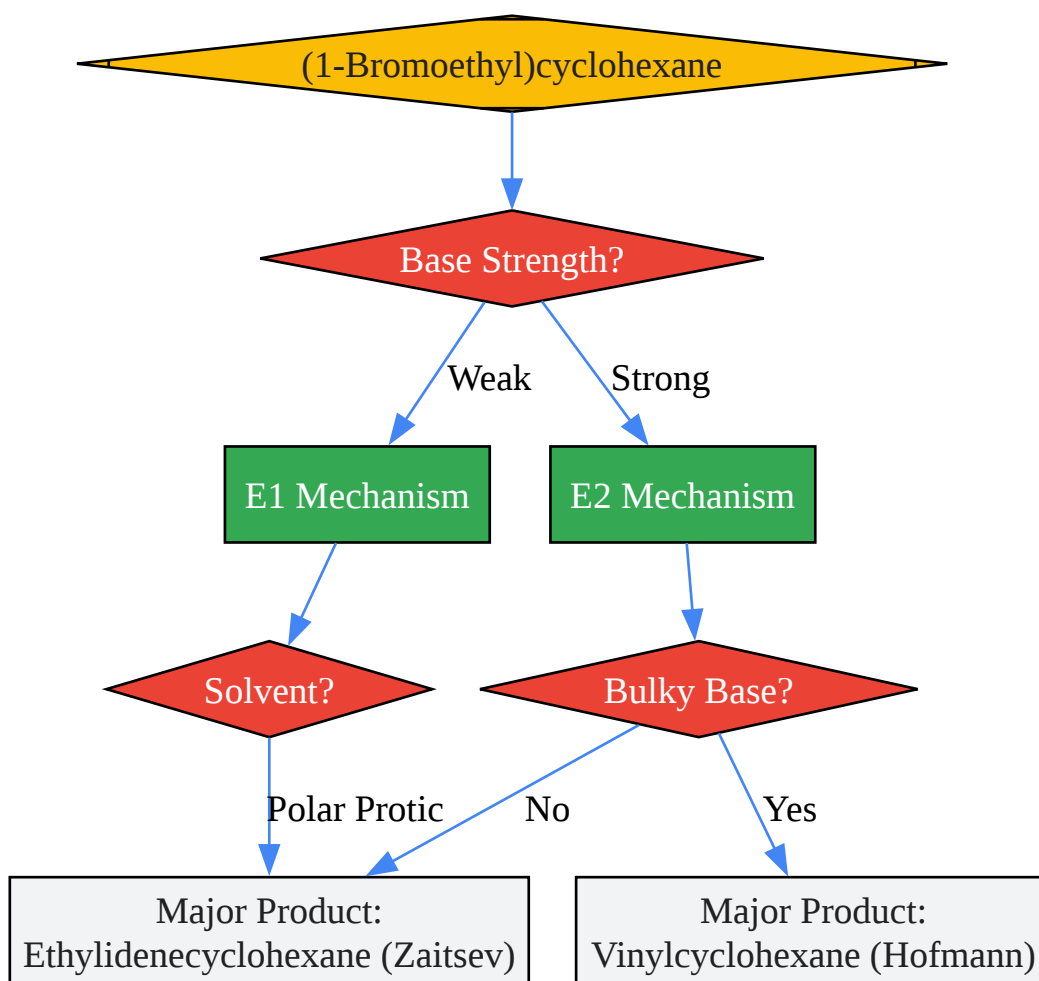 (1-Bromoethyl)cyclohexane
Base Strength?
Weak
Strong
E1 Mechanism
E2 Mechanism
Solvent?
Bulky Base?
Polar Protic
No
Yes
Major Product:
Ethylidenecyclohexane (Zaitsev)
Major Product:
Vinylcyclohexane (Hofmann)